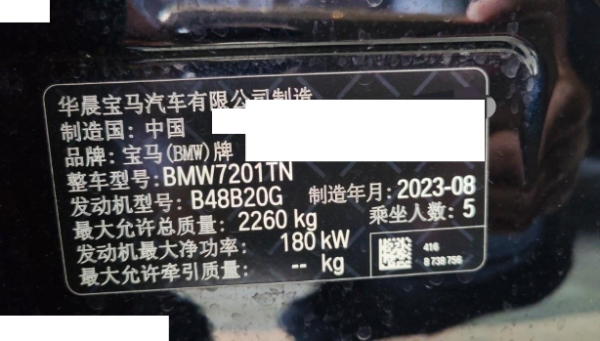 华晨宝马汽车有限公司制造
制造国：中国
品牌：宝马(BMW)牌
整车型号：BMW7201TN
发动机型号：B48B20G 制造年月：2023-08
最大允许总质量：2260 kg 乘坐人数：5
发动机最大净功率：180 kW
最大允许牵引质量：-- kg
416
8 738 756